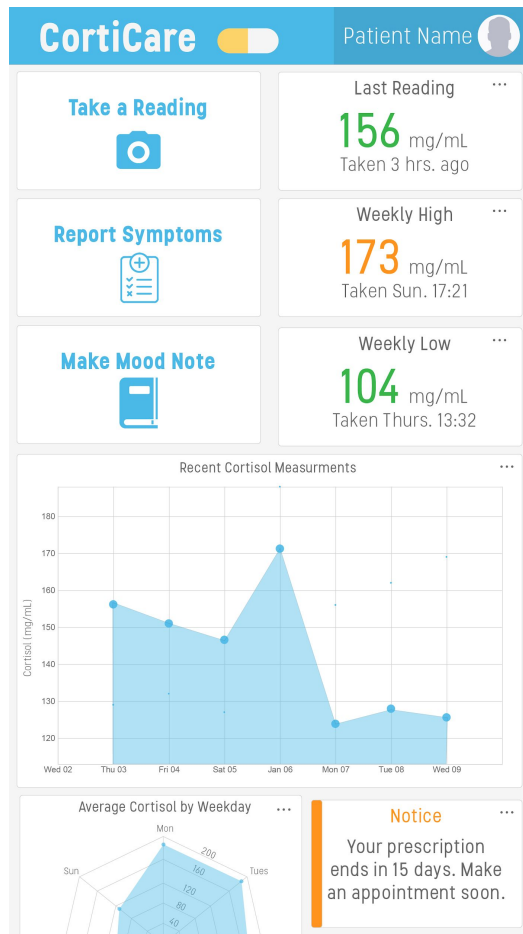 CortiCare
Patient Name
Take a Reading
Last Reading
...
156 mg/mL
Taken 3 hrs. ago
Report Symptoms
Weekly High
...
173 mg/mL
Taken Sun. 17:21
Make Mood Note
Weekly Low
...
104 mg/mL
Taken Thurs. 13:32
Recent Cortisol Measurments
...
Cortisol (mg/mL)
180
170
160
150
140
130
120
Wed 02
Thu 03
Fri 04
Sat 05
Jan 06
Mon 07
Tue 08
Wed 09
Average Cortisol by Weekday
...
Mon
Sun
Tues
200
160
120
80
40
Notice
...
Your prescription
ends in 15 days. Make
an appointment soon.